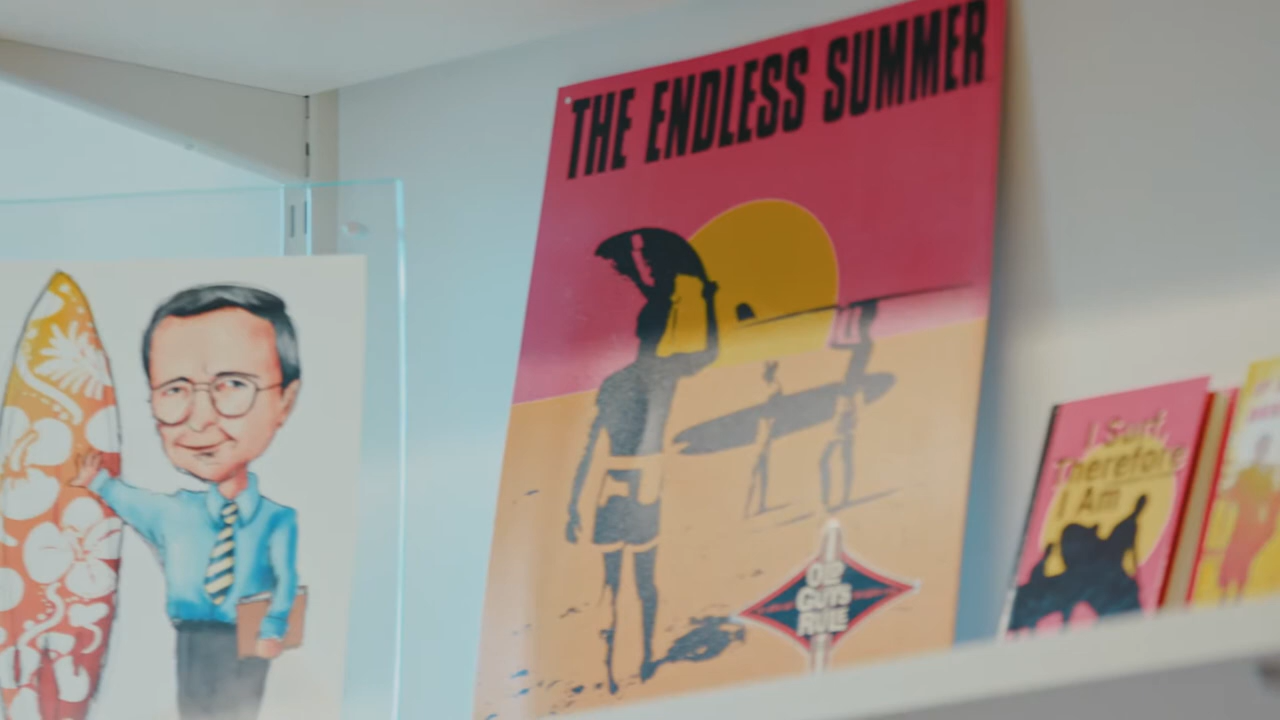 THE ENDLESS SUMMER
OLD
GUYS
RULE
I Surf,
Therefore
I Am